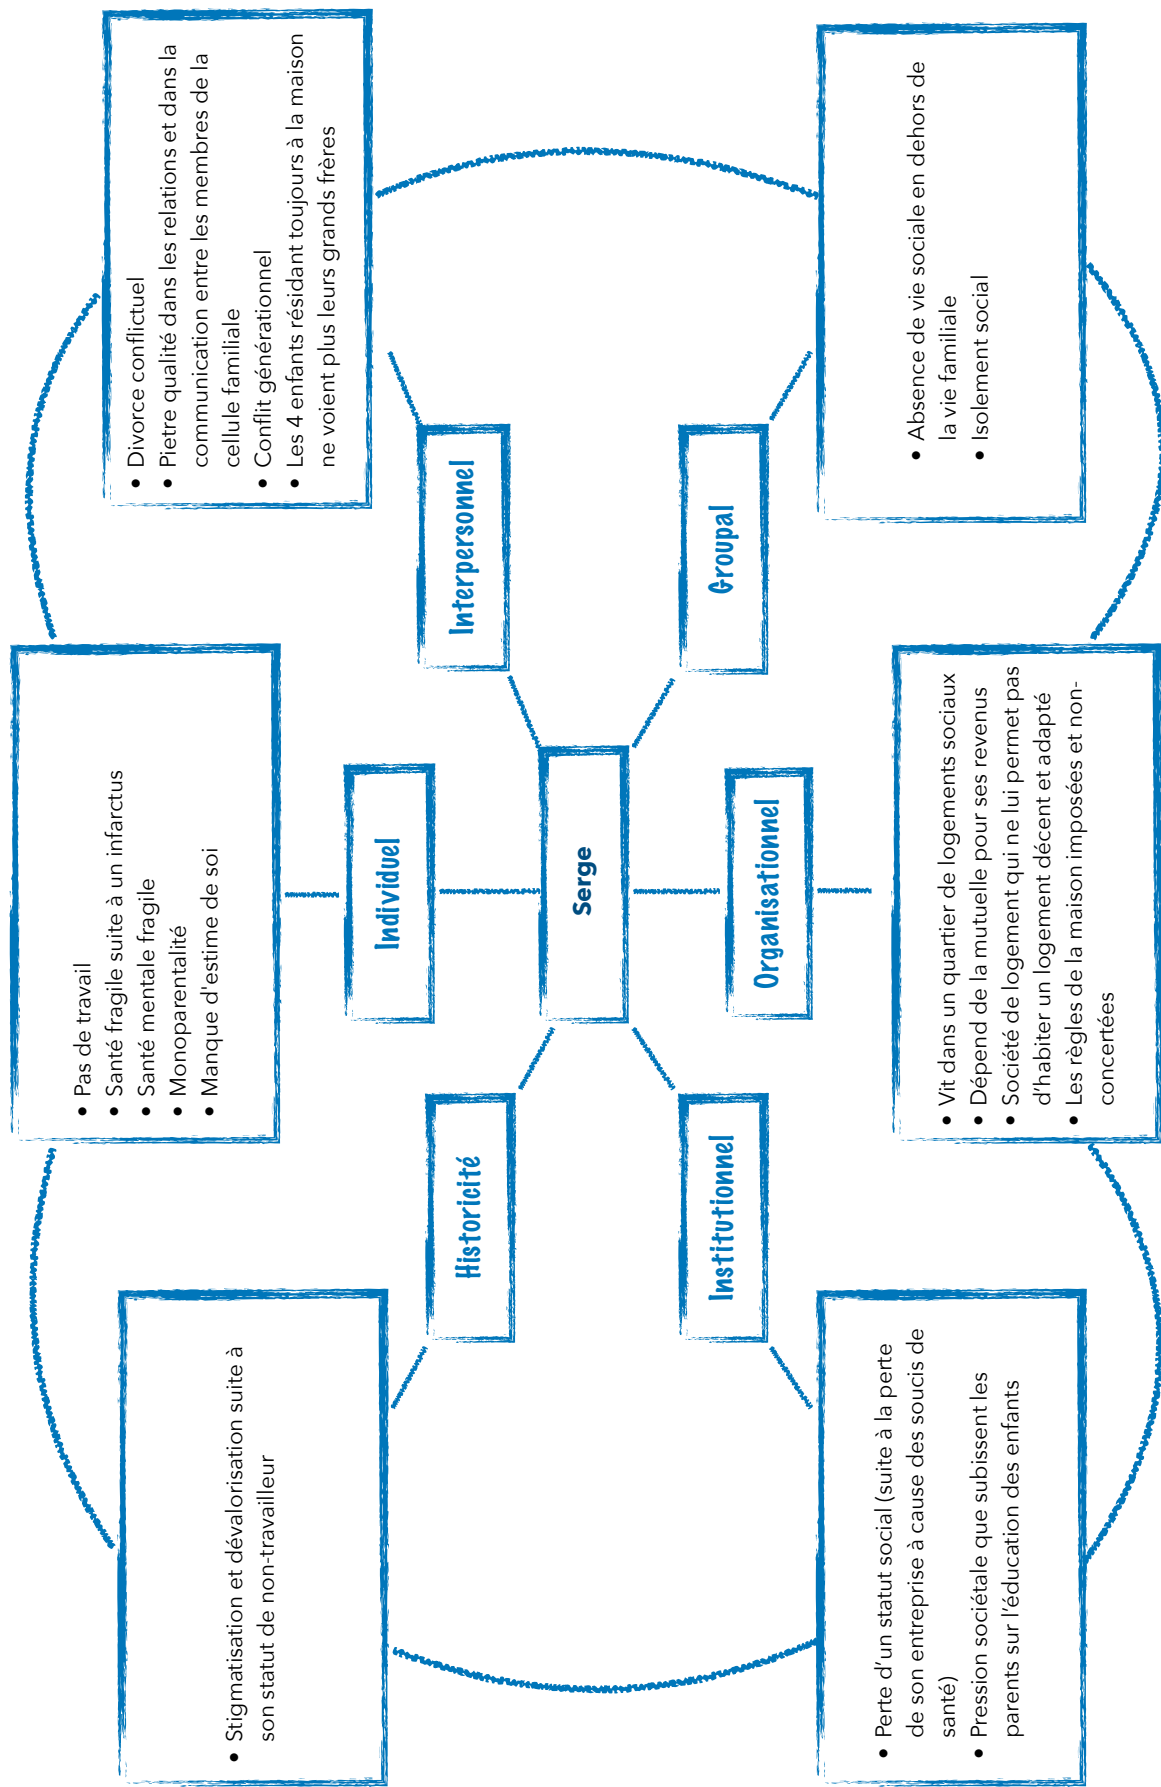 • Pas de travail
• Santé fragile suite à un infarctus
• Santé mentale fragile
• Monoparentalité
• Manque d'estime de soi
• Stigmatisation et dévalorisation suite à
son statut de non-travailleur
• Divorce conflictuel
• Pietre qualité dans les relations et dans la
communication entre les membres de la
cellule familiale
• Conflit générationnel
• Les 4 enfants résidant toujours à la maison
ne voient plus leurs grands frères
Individuel
Historicité
Interpersonnel
Serge
Institutionnel
Groupal
Organisationnel
• Perte d'un statut social (suite à la perte
de son entreprise à cause des soucis de
santé)
• Pression sociétale que subissent les
parents sur l'éducation des enfants
• Absence de vie sociale en dehors de
la vie familiale
• Isolement social
• Vit dans un quartier de logements sociaux
• Dépend de la mutuelle pour ses revenus
• Société de logement qui ne lui permet pas
d'habiter un logement décent et adapté
• Les règles de la maison imposées et non-
concertées